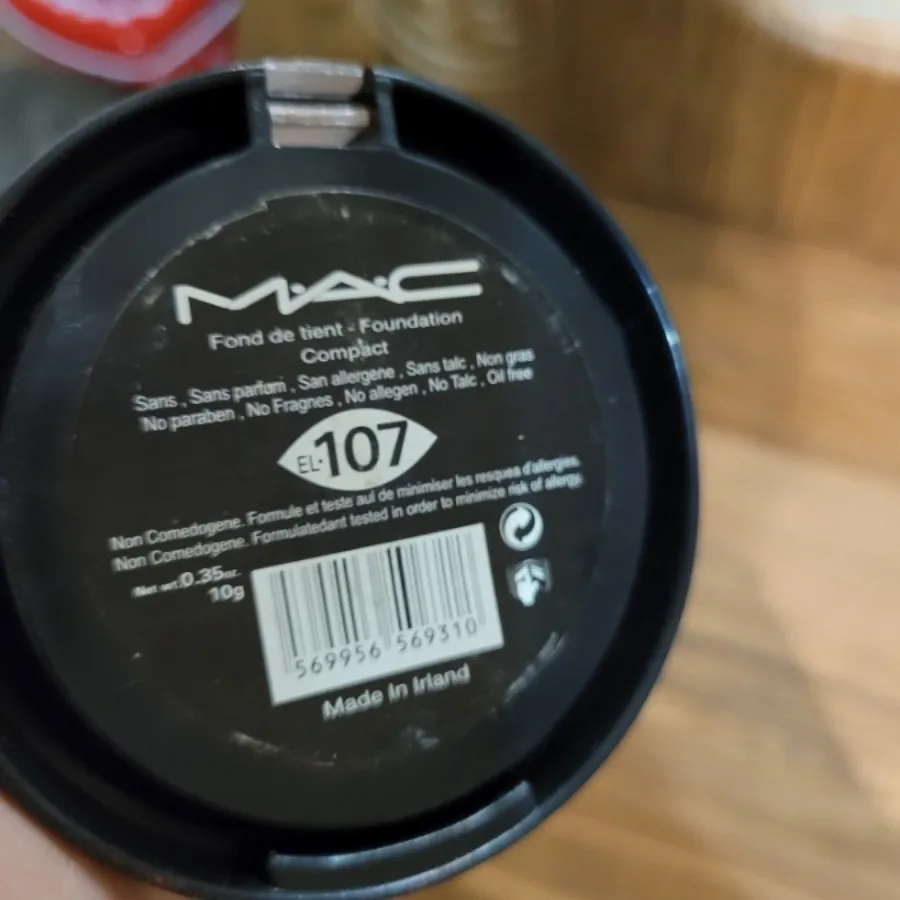 M·A·C
Fond de tient - Foundation
Compact
Sans , Sans parfom , San allergene , Sans talc , Non gras
No paraben , No Fragnes , No allegen , No Talc , Oil free
EL·107
Non Comedogene. Formule et teste aul de minimiser les resques d'allergies.
Non Comedogene. Formulatedant tested in order to minimize risk of allergy.
Net wt.0.35oz.
10g
569956 569310
Made In Irland